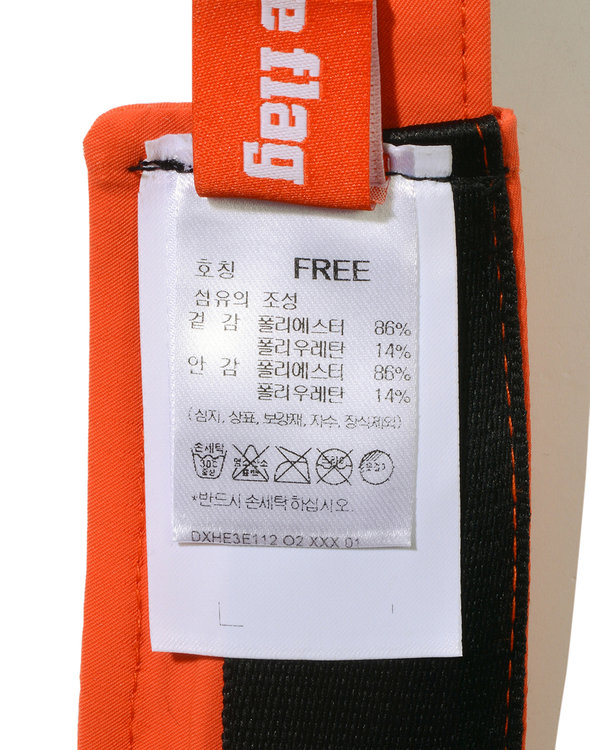 e flag
호칭 FREE
섬유의 조성
겉 감 폴리에스터 86%
폴리우레탄 14%
안 감 폴리에스터 86%
폴리우레탄 14%
(심지, 상표, 보강재, 자수, 장식제외)
손세탁
30℃
중성
*반드시 손세탁 하십시오.
DXHE3E112 O2 XXX 01